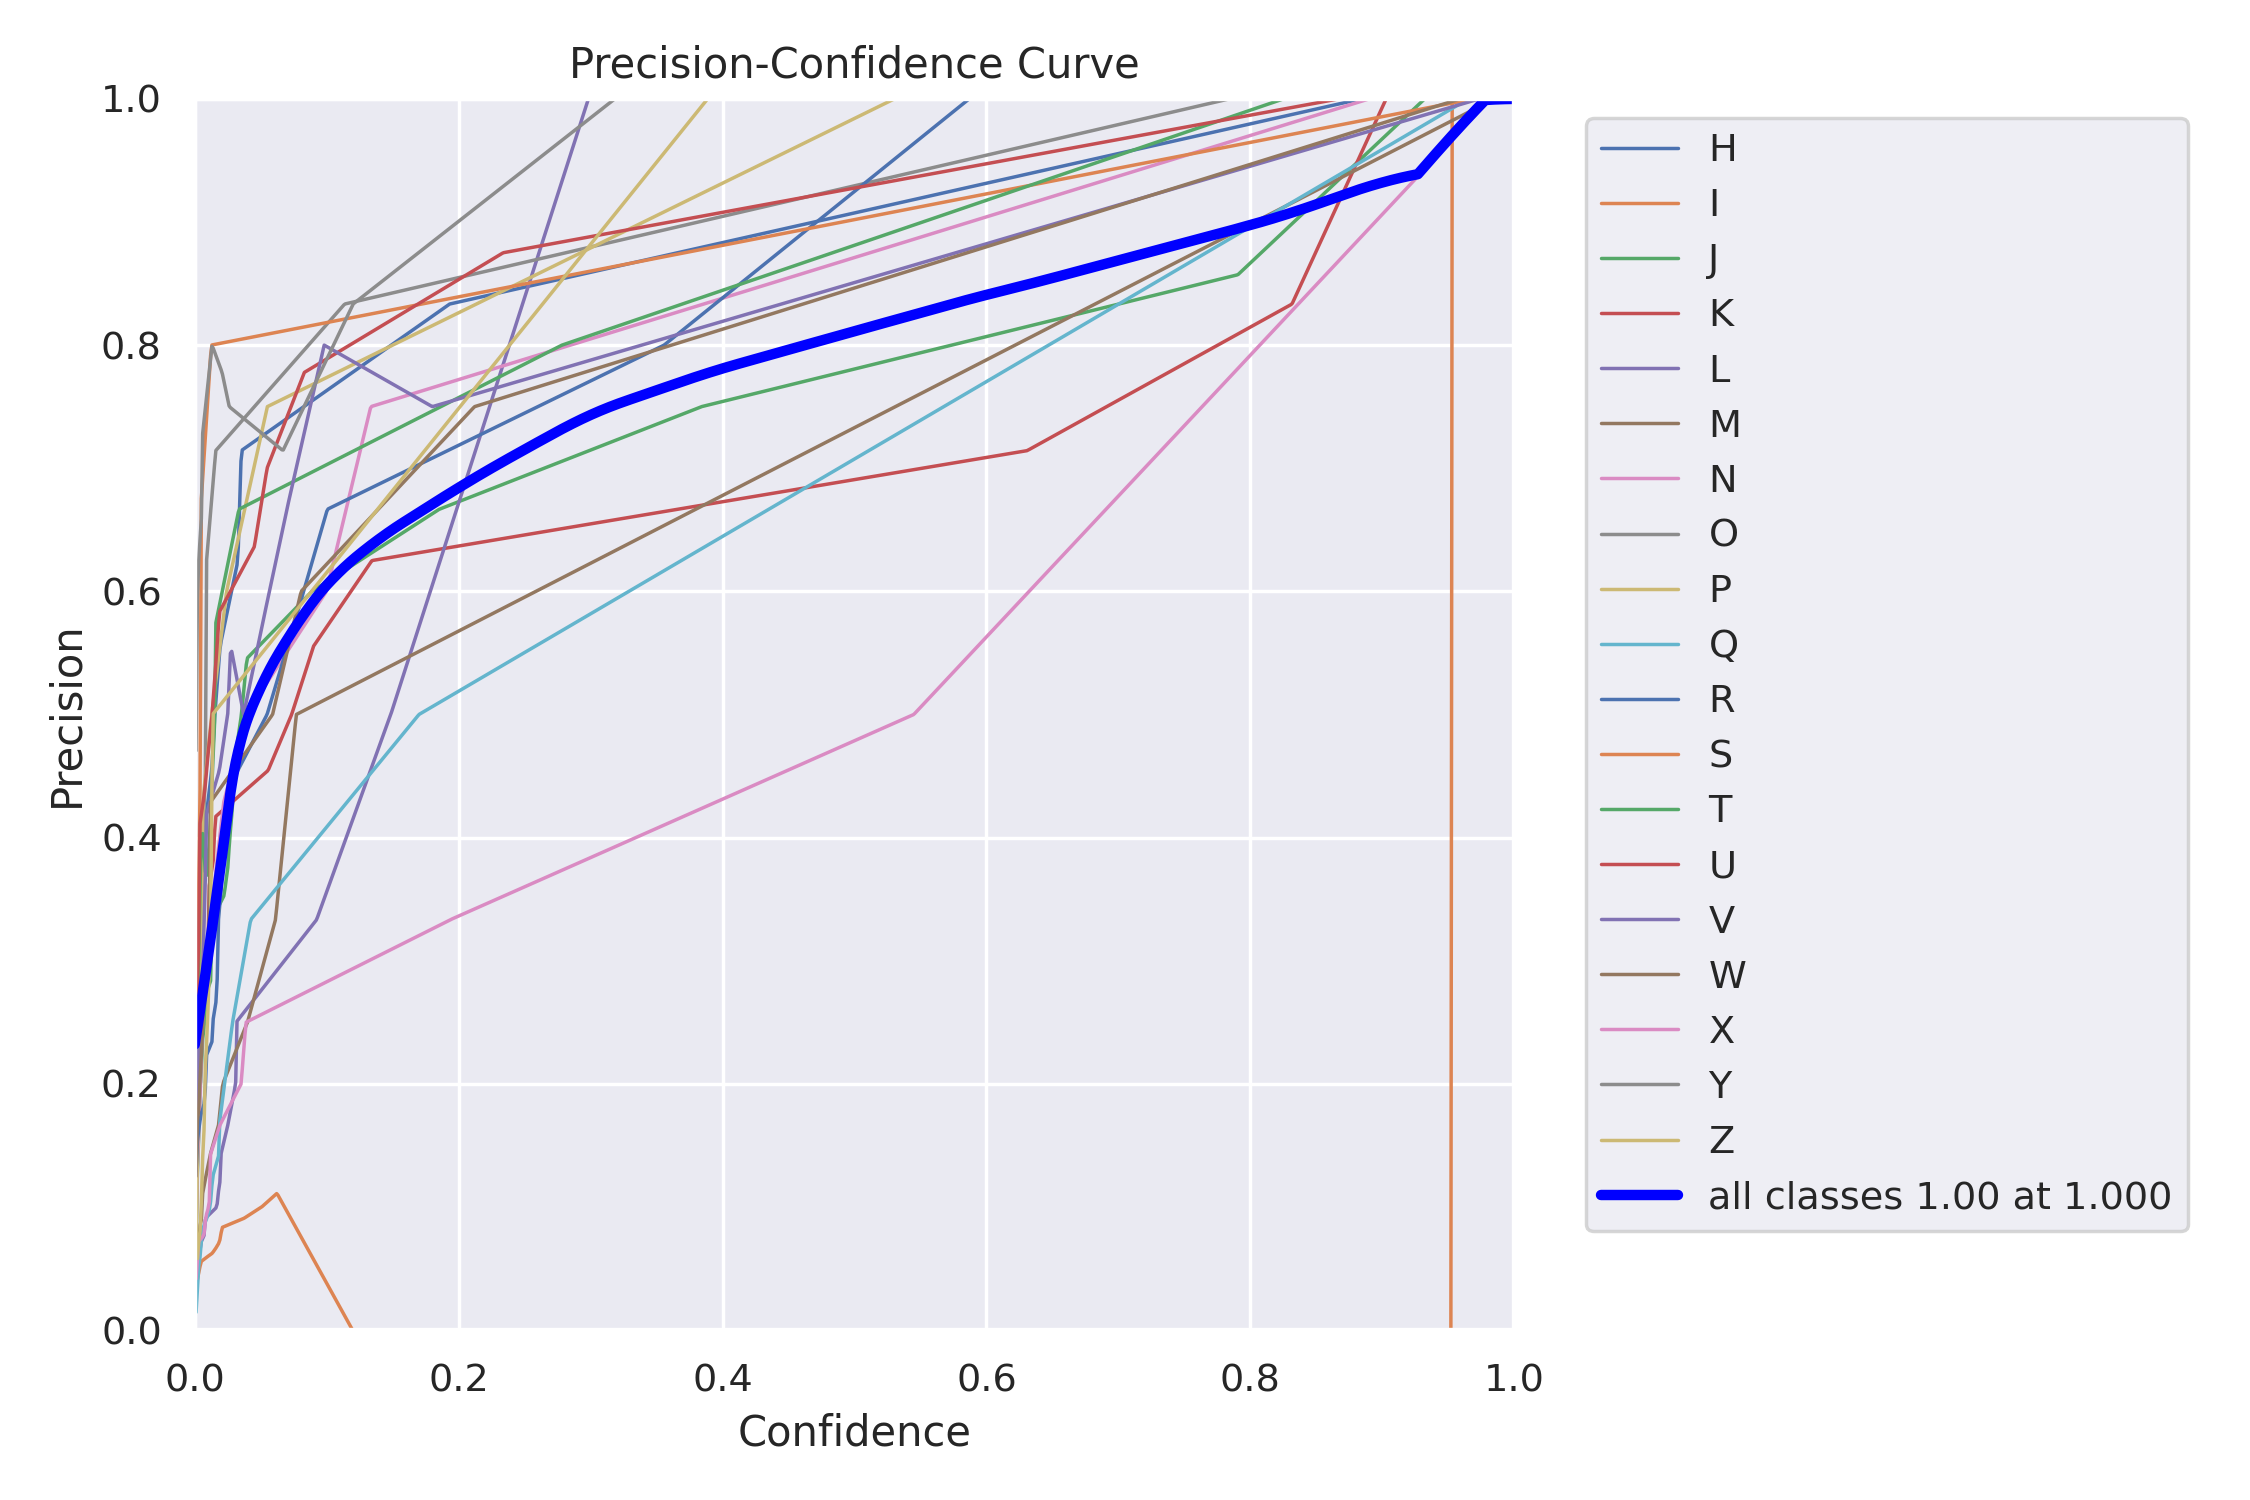 Precision-Confidence Curve
1.0
0.8
0.6
0.4
0.2
0.0
Precision
0.0 0.2 0.4 0.6 0.8 1.0
Confidence
H
I
J
K
L
M
N
O
P
Q
R
S
T
U
V
W
X
Y
Z
all classes 1.00 at 1.000